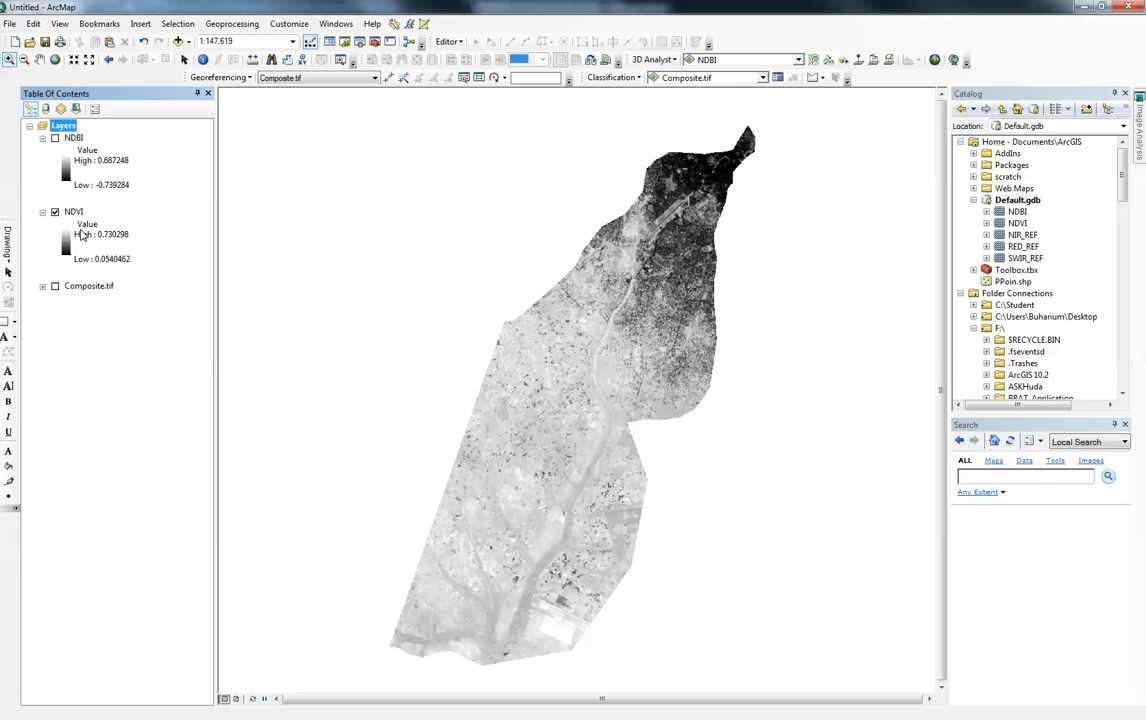 Untitled - ArcMap
File Edit View Bookmarks Insert Selection Geoprocessing Customize Windows Help
1:147,619
Editor
3D Analyst
NDBI
Georeferencing
Composite.tif
Classification
Composite.tif
Table Of Contents
Layers
NDBI
Value
High : 0.687248
Low : -0.739284
NDVI
Value
High : 0.730298
Low : 0.0540462
Composite.tif
Drawing
Catalog
Location: Default.gdb
Home - Documents\ArcGIS
AddIns
Packages
scratch
Web Maps
Default.gdb
NDBI
NDVI
NIR_REF
RED_REF
SWIR_REF
Toolbox.tbx
PPoin.shp
Folder Connections
C:\Student
C:\Users\Buharium\Desktop
F:\
$RECYCLE.BIN
.fseventsd
.Trashes
ArcGIS 10.2
ASKHuda
BRAT_Application
Search
Local Search
ALL Maps Data Tools Images
Any Extent
Image Analysis
A
A
B
I
U
A